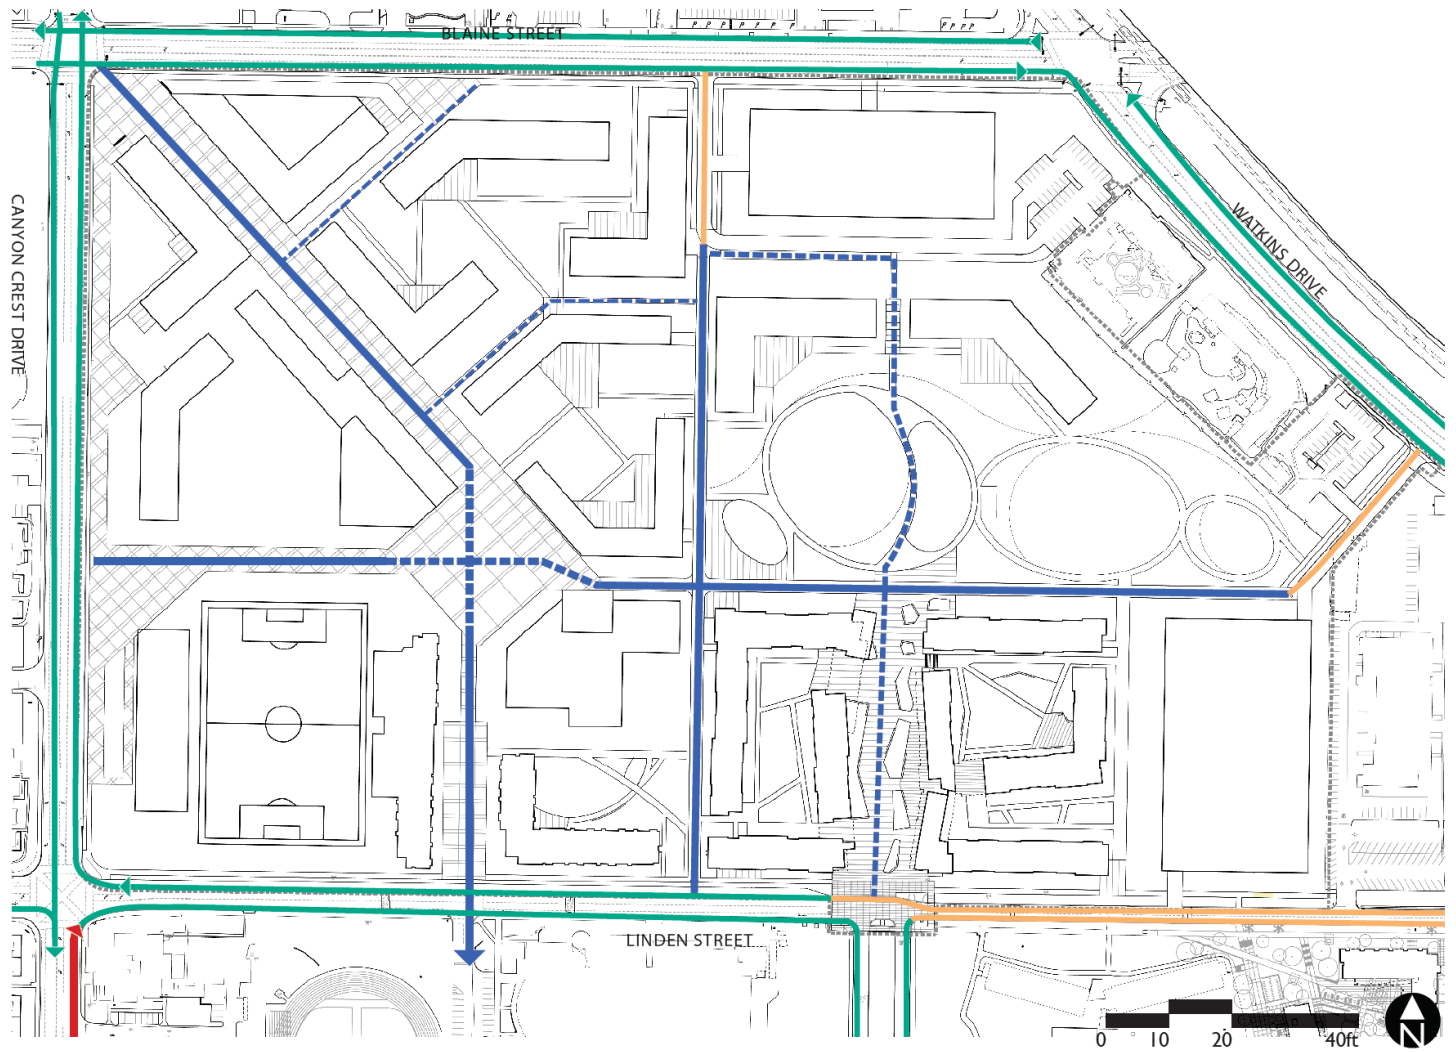 BLAINE STREET
CANYON CREST DRIVE
WATKINS DRIVE
LINDEN STREET
0 10 20 40ft
N